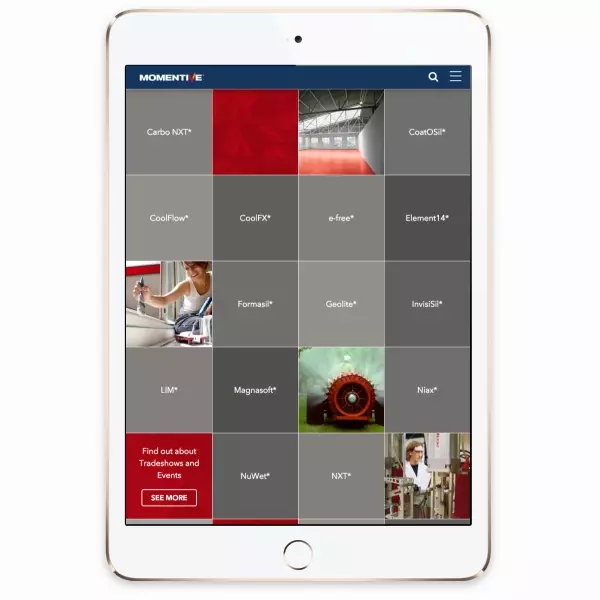 MOMENTIVE
Carbo NXT*
CoatOSil*
CoolFlow*
CoolFX*
e-free*
Element14*
Formasil*
Geolite*
InvisiSil*
LIM*
Magnasoft*
Niax*
Find out about
Tradeshows and
Events
SEE MORE
NuWet*
NXT*